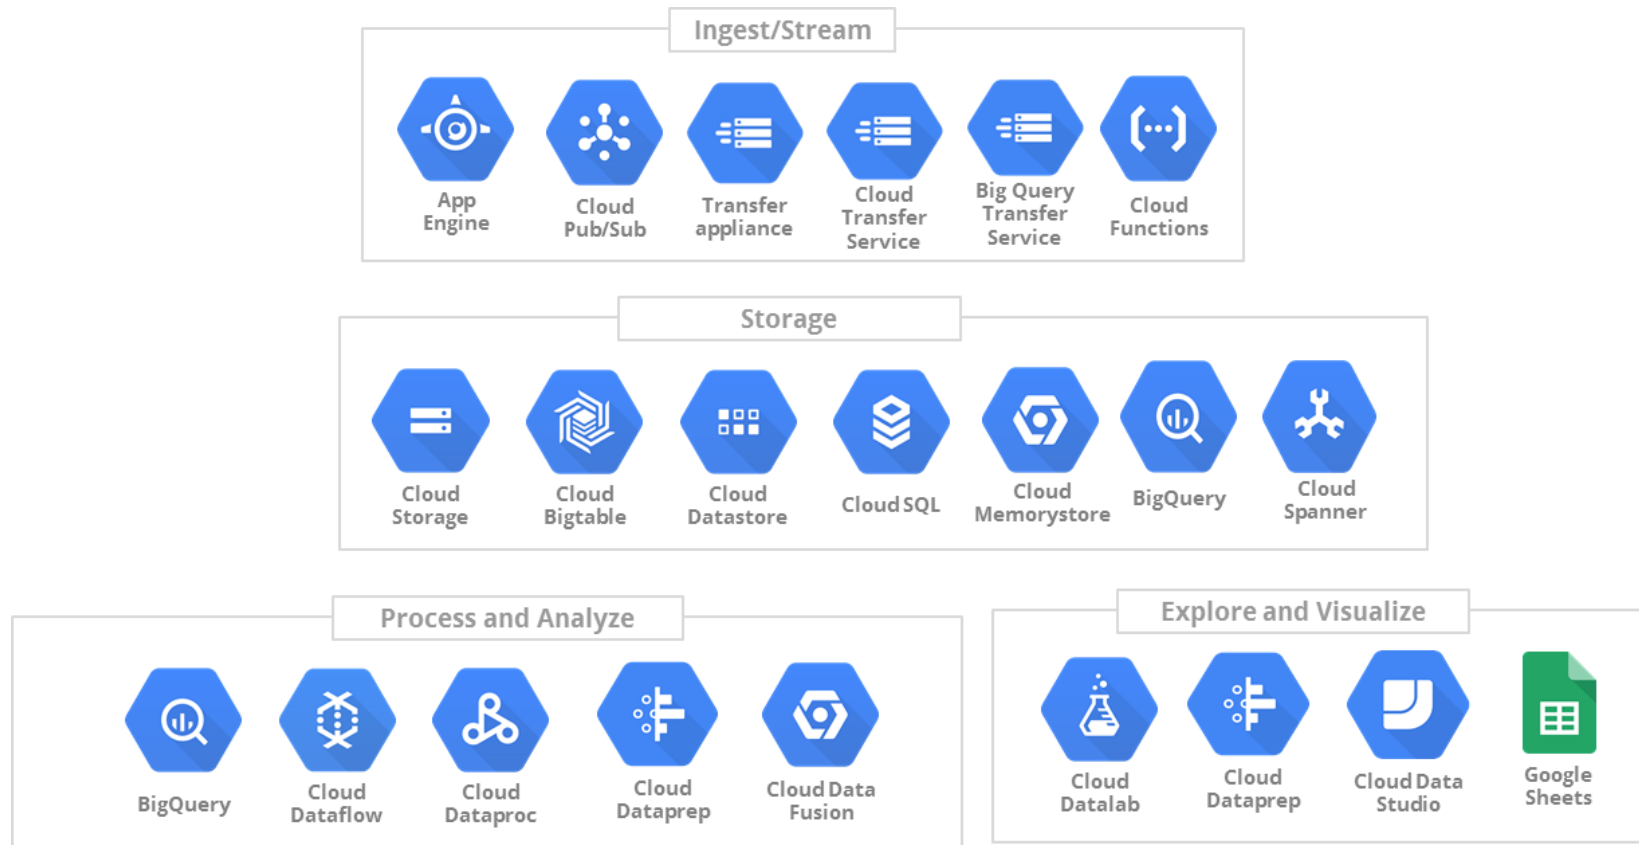 Ingest/Stream
App
Engine
Cloud
Pub/Sub
Transfer
appliance
Cloud
Transfer
Service
Big Query
Transfer
Service
Cloud
Functions
Storage
Cloud
Storage
Cloud
Bigtable
Cloud
Datastore
Cloud SQL
Cloud
Memorystore
BigQuery
Cloud
Spanner
Process and Analyze
BigQuery
Cloud
Dataflow
Cloud
Dataproc
Cloud
Dataprep
Cloud Data
Fusion
Explore and Visualize
Cloud
Datalab
Cloud
Dataprep
Cloud Data
Studio
Google
Sheets